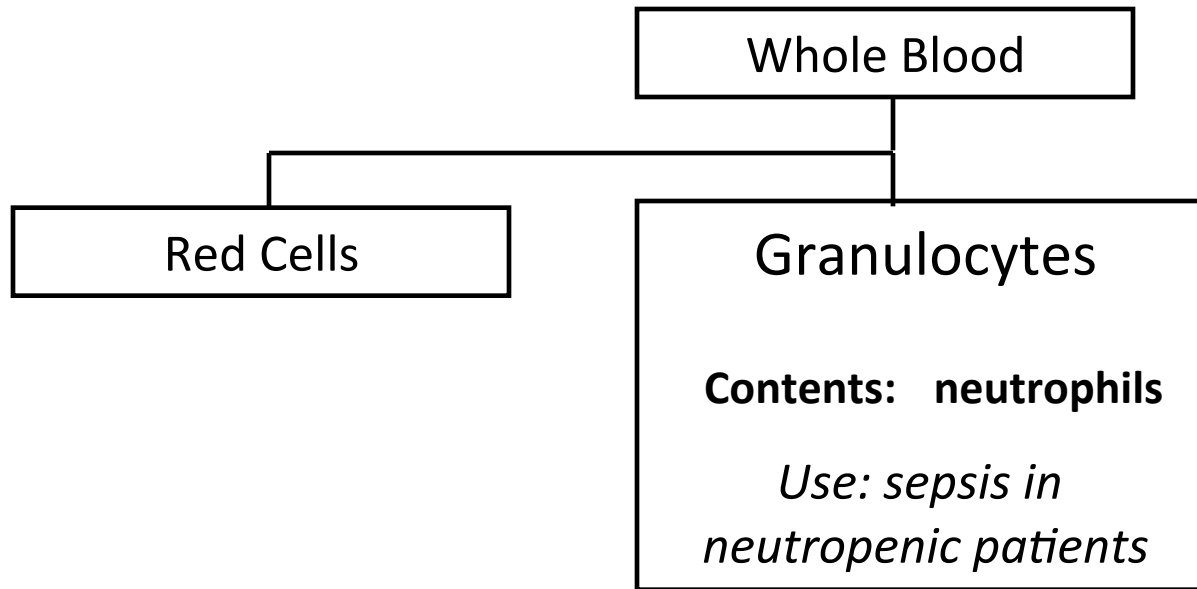 Whole Blood
Red Cells
Granulocytes
Contents: neutrophils
Use: sepsis in
neutropenic patients